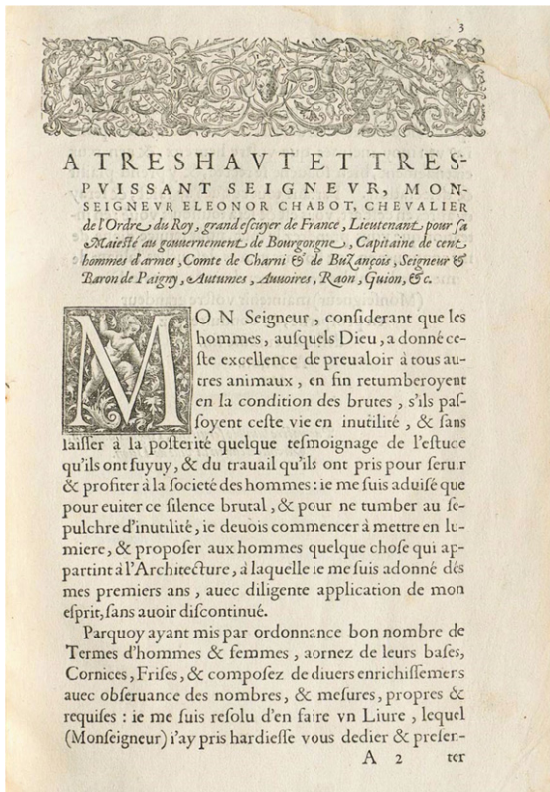 3
A TRESHAVT ET TRES-
PVISSANT SEIGNEVR, MON-
SEIGNEVR ELEONOR CHABOT, CHEVALIER
de l'Ordre du Roy, grand escuyer de France, Lieutenant pour sa
Maiesté au gouuernement de Bourgorgne, Capitaine de cent
hommes d'armes, Comte de Charni & de Buzançois, Seigneur &
Baron de Paigny, Autumes, Auuoires, Raon, Guion, &c.
MON Seigneur, considerant que les
hommes, ausquels Dieu, a donné ce-
ste excellence de preualoir à tous au-
tres animaux, en fin retumberoyent
en la condition des brutes, s'ils pas-
soyent ceste vie en inutilité, & sans
laisser à la posterité quelque tesmoignage de l'estuce
qu'ils ont suyuy, & du trauail qu'ils ont pris pour seruir
& profiter à la societé des hommes: ie me suis aduisé que
pour euiter ce silence brutal, & pour ne tumber au se-
pulchre d'inutilité, ie deuois commencer à mettre en lu-
miere, & proposer aux hommes quelque chose qui ap-
partint à l'Architecture, à laquelle ie me suis adonné dés
mes premiers ans, auec diligente application de mon
esprit, sans auoir discontinué.
Parquoy ayant mis par ordonnance bon nombre de
Termes d'hommes & femmes, aornez de leurs bases,
Cornices, Frises, & composez de diuers enrichissemens
auec obseruance des nombres, & mesures, propres &
requises: ie me suis resolu d'en faire vn Liure, lequel
(Monseigneur) i'ay pris hardiesse vous dedier & presen-
A 2 ter